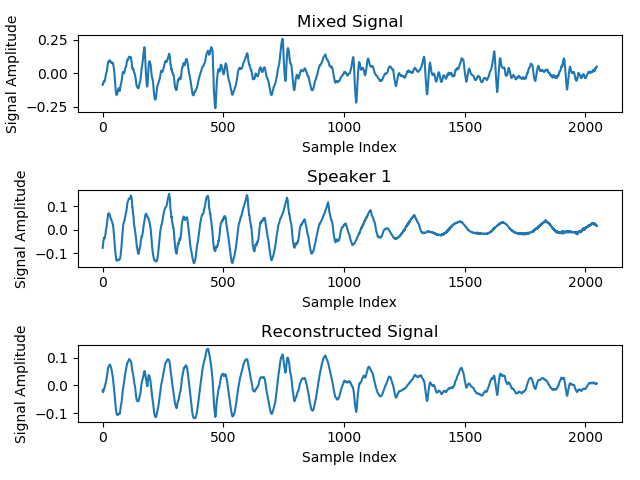 Mixed Signal
Signal Amplitude
0.25
0.00
−0.25
0
500
1000
1500
2000
Sample Index
Speaker 1
Signal Amplitude
0.1
0.0
−0.1
0
500
1000
1500
2000
Sample Index
Reconstructed Signal
Signal Amplitude
0.1
0.0
−0.1
0
500
1000
1500
2000
Sample Index